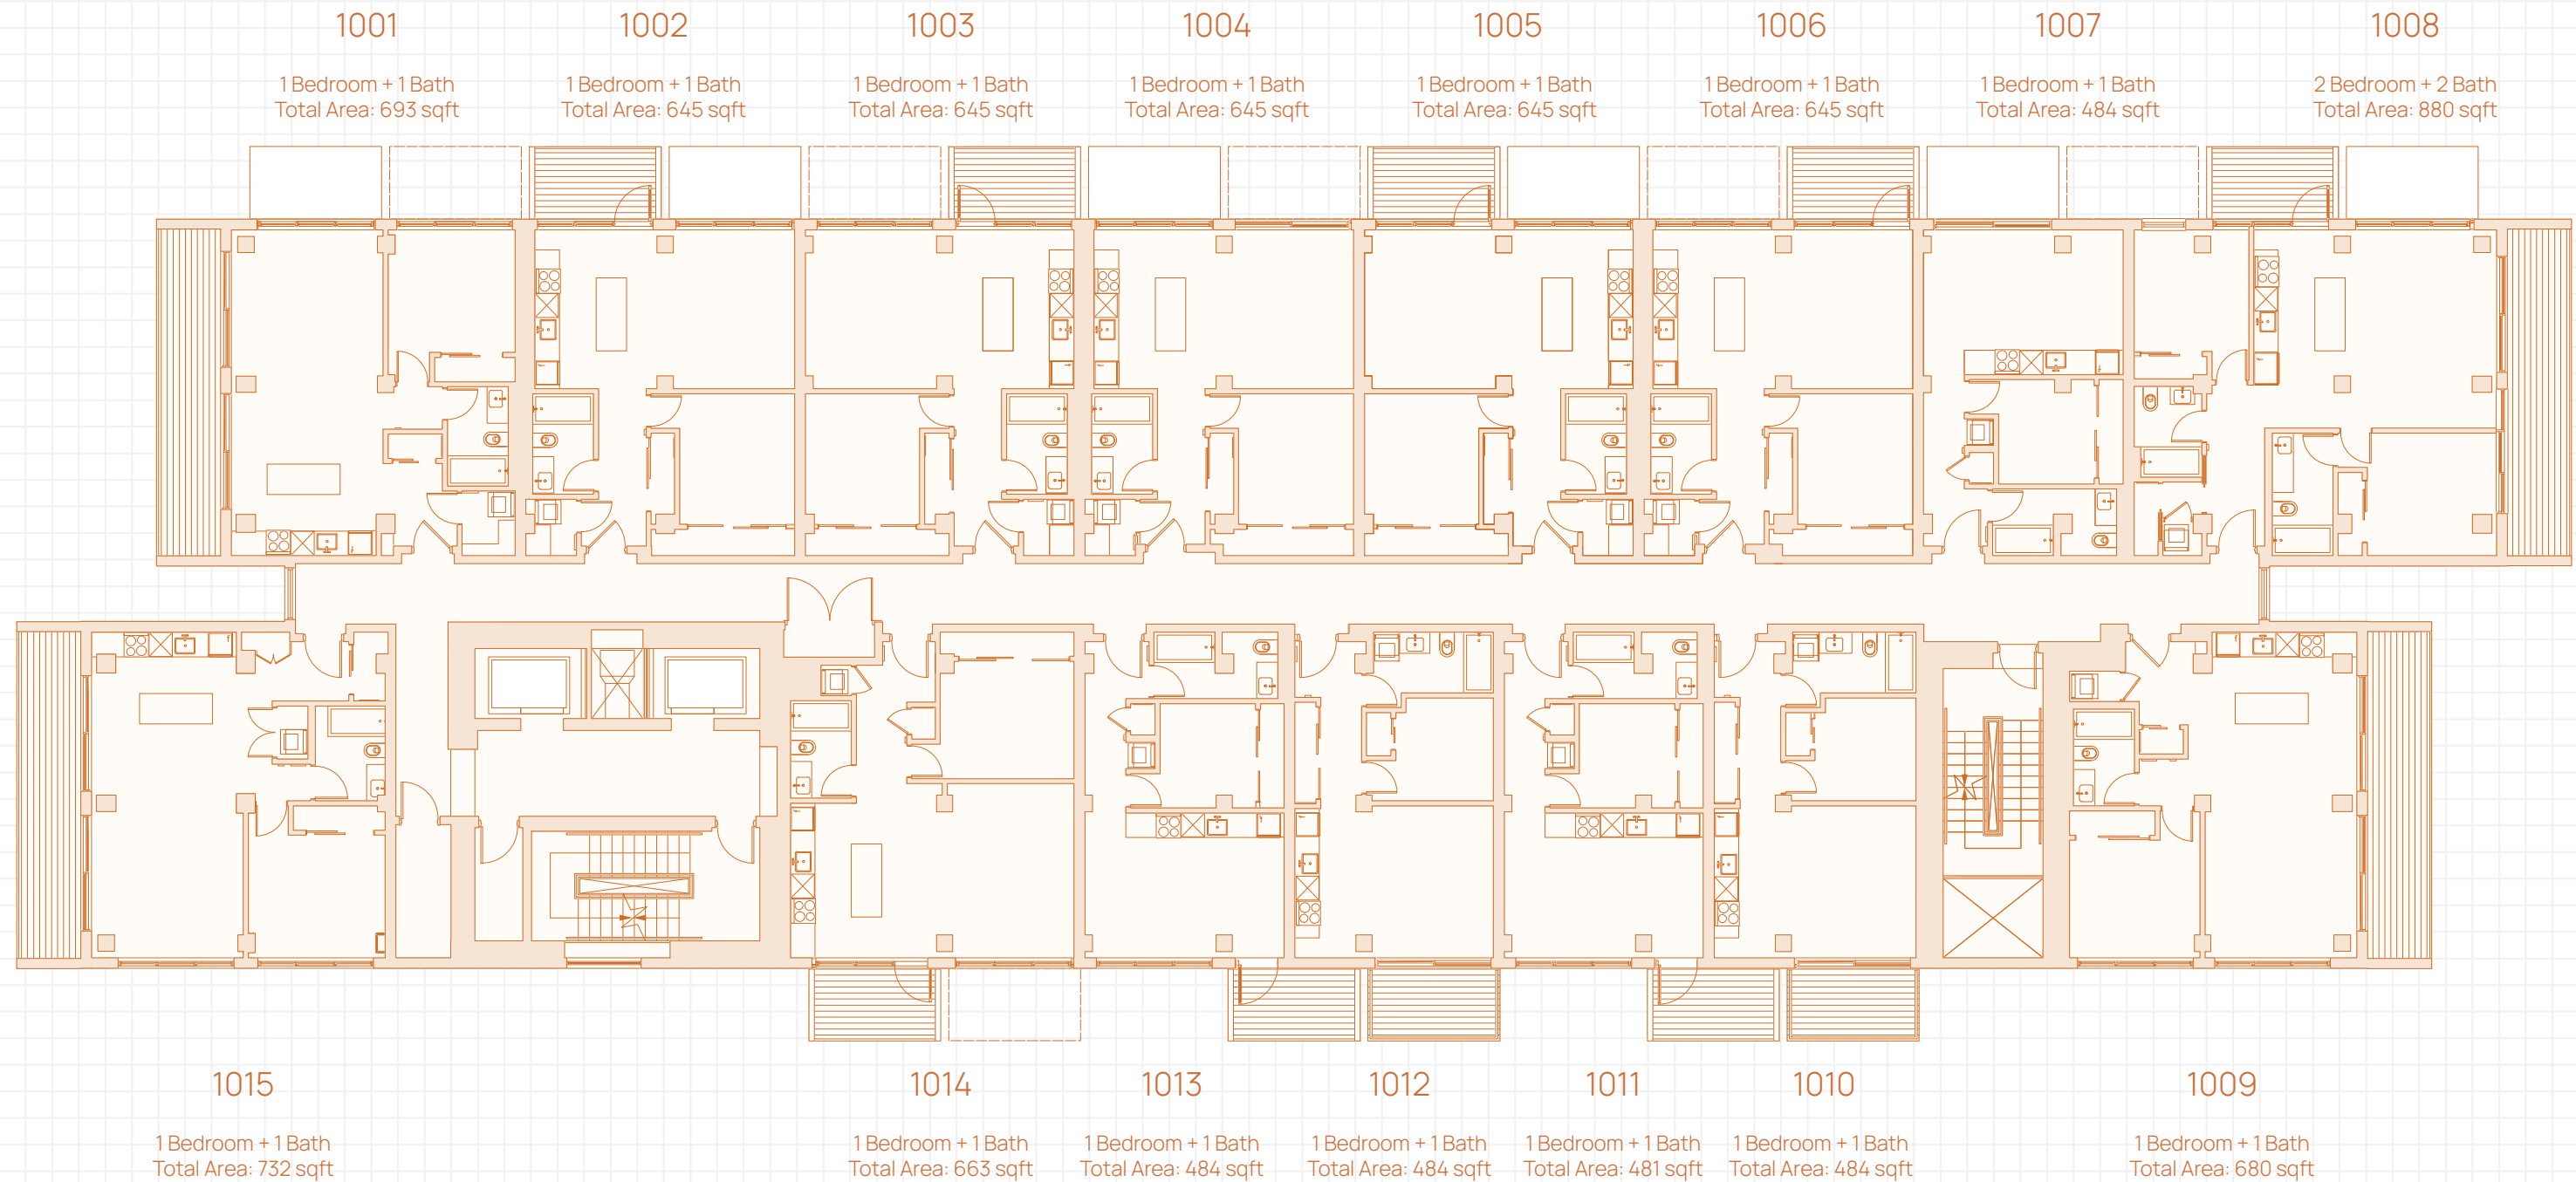 1001
1 Bedroom + 1 Bath
Total Area: 693 sqft
1002
1 Bedroom + 1 Bath
Total Area: 645 sqft
1003
1 Bedroom + 1 Bath
Total Area: 645 sqft
1004
1 Bedroom + 1 Bath
Total Area: 645 sqft
1005
1 Bedroom + 1 Bath
Total Area: 645 sqft
1006
1 Bedroom + 1 Bath
Total Area: 645 sqft
1007
1 Bedroom + 1 Bath
Total Area: 484 sqft
1008
2 Bedroom + 2 Bath
Total Area: 880 sqft
1015
1 Bedroom + 1 Bath
Total Area: 732 sqft
1014
1 Bedroom + 1 Bath
Total Area: 663 sqft
1013
1 Bedroom + 1 Bath
Total Area: 484 sqft
1012
1 Bedroom + 1 Bath
Total Area: 484 sqft
1011
1 Bedroom + 1 Bath
Total Area: 481 sqft
1010
1 Bedroom + 1 Bath
Total Area: 484 sqft
1009
1 Bedroom + 1 Bath
Total Area: 680 sqft